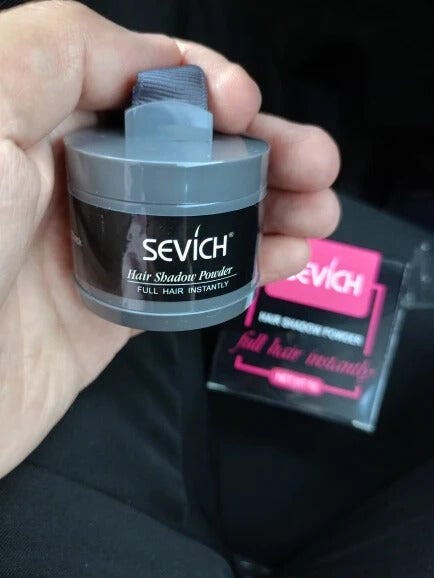 SEVICH®
Hair Shadow Powder
FULL HAIR INSTANTLY
SEVICH
HAIR SHADOW POWDER
full hair instantly